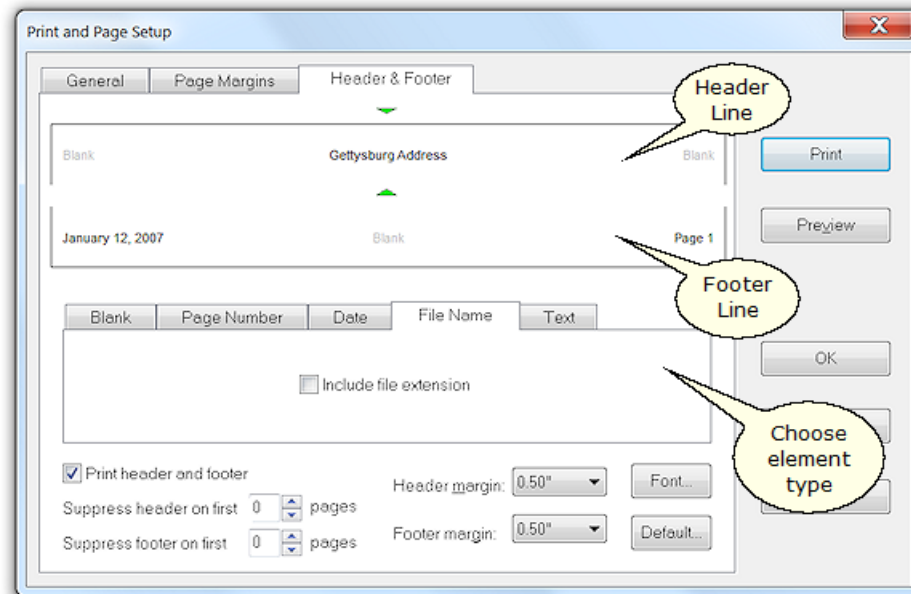 Print and Page Setup
General Page Margins Header & Footer
Header
Line
Blank Gettysburg Address Blank
Print
January 12, 2007 Blank Page 1
Preview
Footer
Line
Blank Page Number Date File Name Text
OK
Include file extension
Choose
element
type
Print header and footer
Header margin: 0.50" Font...
Suppress header on first 0 pages
Footer margin: 0.50" Default...
Suppress footer on first 0 pages